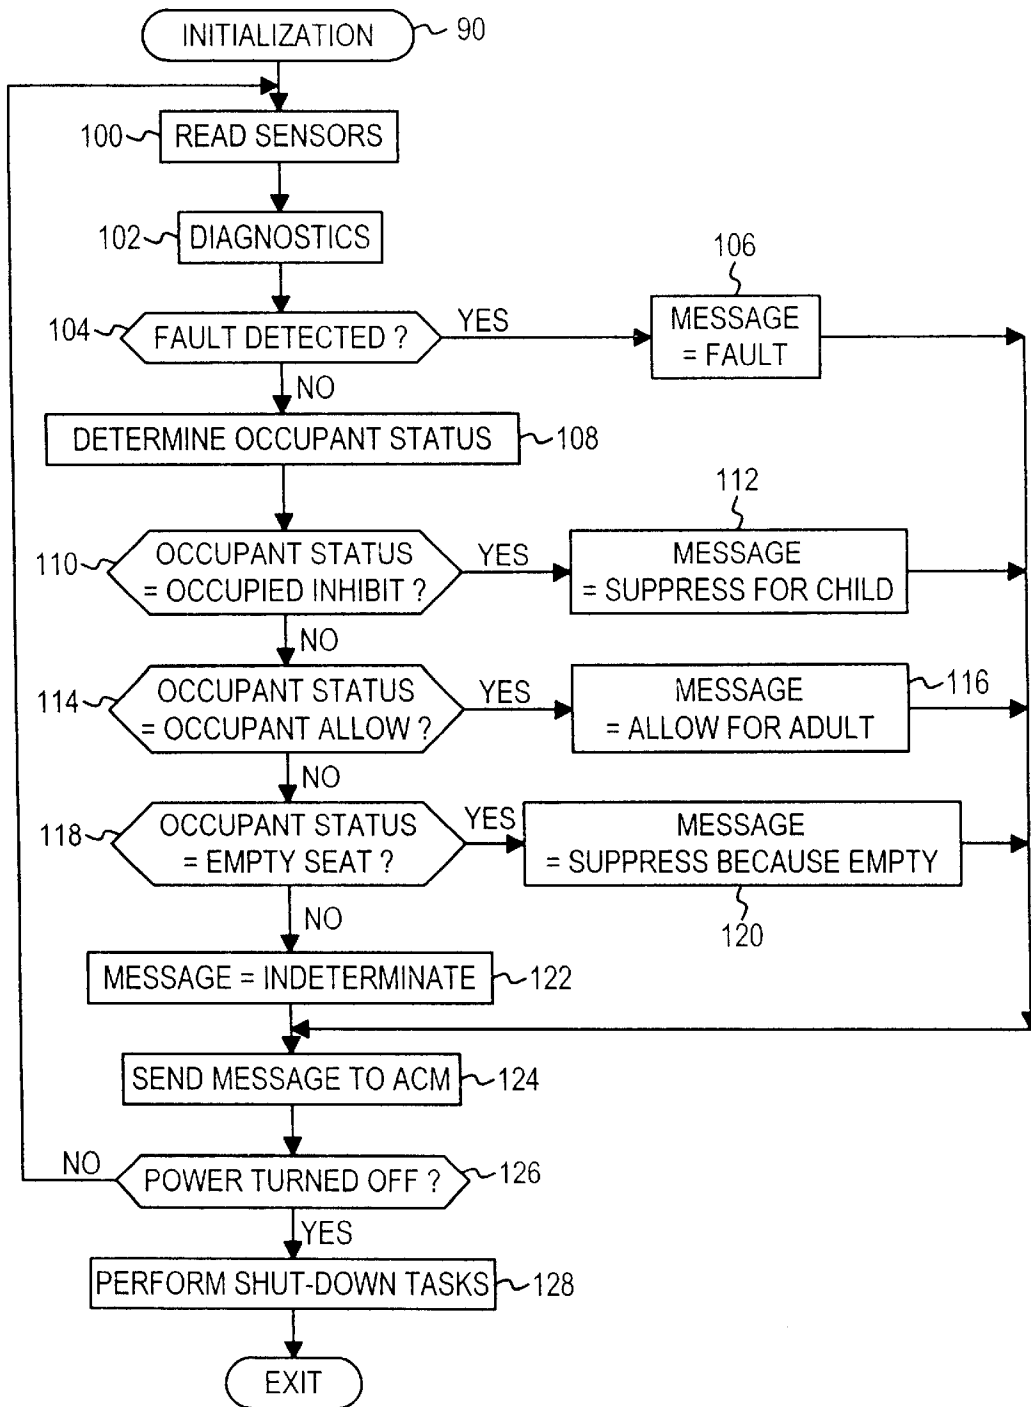 INITIALIZATION
90
100
READ SENSORS
102
DIAGNOSTICS
106
104
FAULT DETECTED ?
YES
MESSAGE
= FAULT
NO
DETERMINE OCCUPANT STATUS
108
112
110
OCCUPANT STATUS
= OCCUPIED INHIBIT ?
YES
MESSAGE
= SUPPRESS FOR CHILD
NO
114
OCCUPANT STATUS
= OCCUPANT ALLOW ?
YES
MESSAGE
= ALLOW FOR ADULT
116
NO
118
OCCUPANT STATUS
= EMPTY SEAT ?
YES
MESSAGE
= SUPPRESS BECAUSE EMPTY
120
NO
MESSAGE = INDETERMINATE
122
SEND MESSAGE TO ACM
124
NO
POWER TURNED OFF ?
126
YES
PERFORM SHUT-DOWN TASKS
128
EXIT